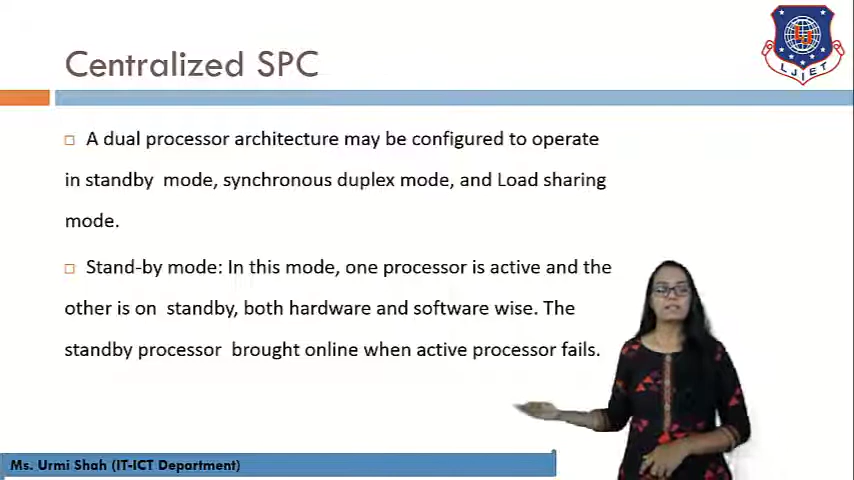 Centralized SPC
LJIET
A dual processor architecture may be configured to operate
in standby mode, synchronous duplex mode, and Load sharing
mode.
Stand-by mode: In this mode, one processor is active and the
other is on standby, both hardware and software wise. The
standby processor brought online when active processor fails.
Ms. Urmi Shah (IT-ICT Department)